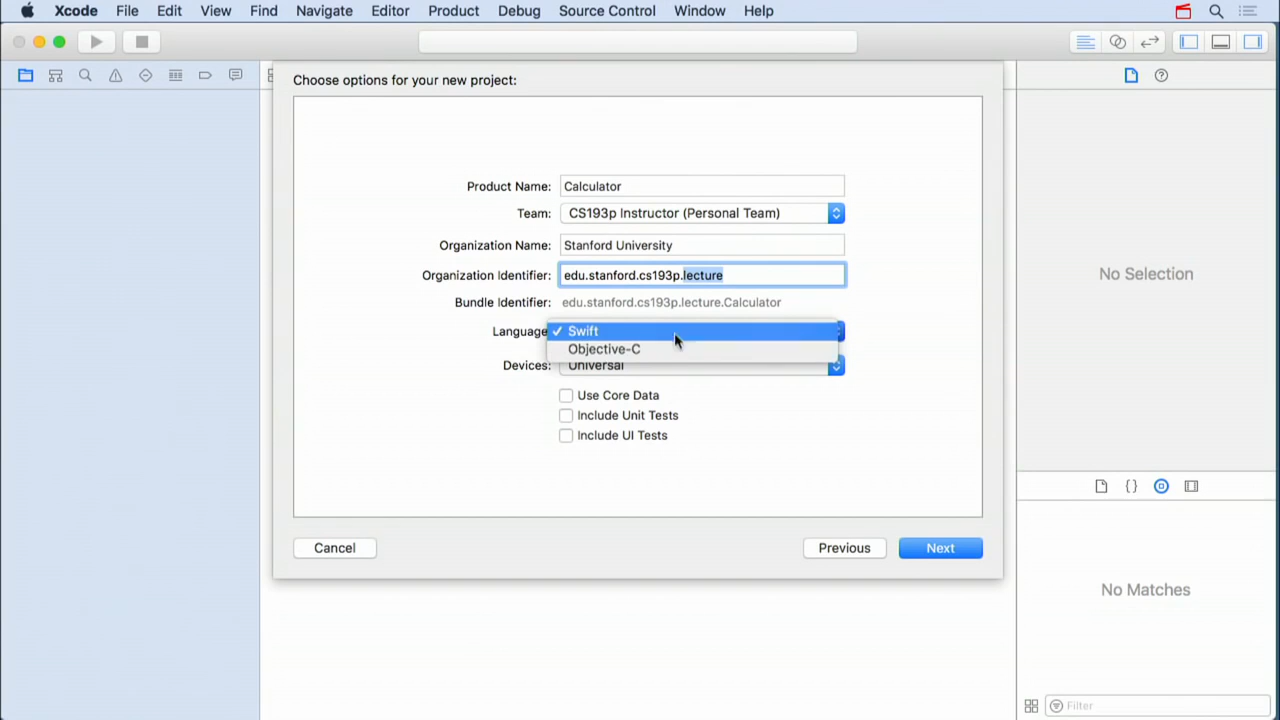 Xcode File Edit View Find Navigate Editor Product Debug Source Control Window Help
Choose options for your new project:
Product Name: Calculator
Team: CS193p Instructor (Personal Team)
Organization Name: Stanford University
Organization Identifier: edu.stanford.cs193p.lecture
Bundle Identifier: edu.stanford.cs193p.lecture.Calculator
Language ✓ Swift
Objective-C
Devices: Universal
Use Core Data
Include Unit Tests
Include UI Tests
Cancel Previous Next
No Selection
No Matches
Filter